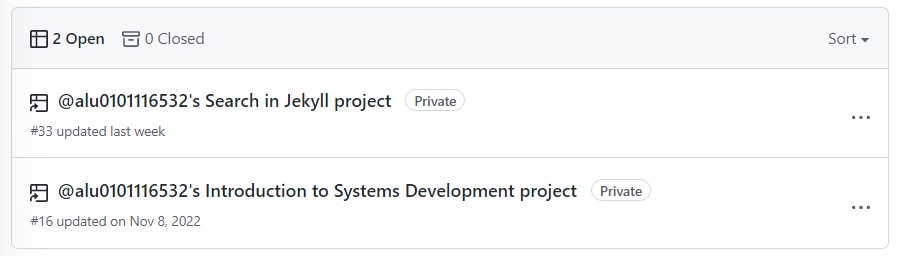 2 Open 0 Closed Sort
@alu0101116532's Search in Jekyll project Private
#33 updated last week
@alu0101116532's Introduction to Systems Development project Private
#16 updated on Nov 8, 2022